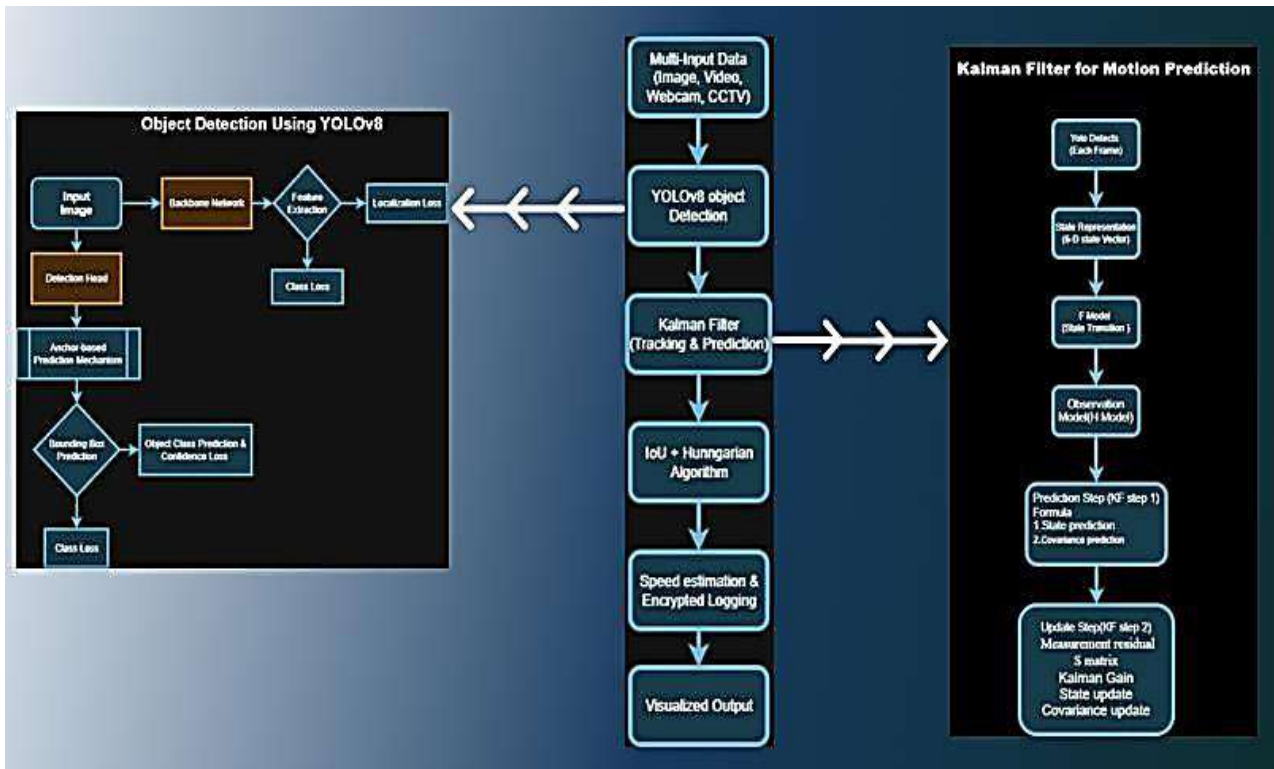 Object Detection Using YOLOv8
Input
Image
Backbone Network
Feature
Extraction
Localization Loss
Class Loss
Detection Head
Anchor-based
Prediction Mechanism
Bounding Box
Prediction
Object Class Prediction &
Confidence Loss
Class Loss
Multi-Input Data
(Image, Video,
Webcam, CCTV)
YOLOv8 object
Detection
Kalman Filter
(Tracking & Prediction)
IoU + Hunngarian
Algorithm
Speed estimation &
Encrypted Logging
Visualized Output
Kalman Filter for Motion Prediction
Yolo Detects
(Each Frame)
State Representation
(6-D state Vector)
F Model
(State Transition )
Observation
Model(H Model)
Prediction Step (KF step 1)
Formula
1.State prediction
2.Covariance prediction
Update Step(KF step 2)
Measurement residual
S matrix
Kalman Gain
State update
Covariance update